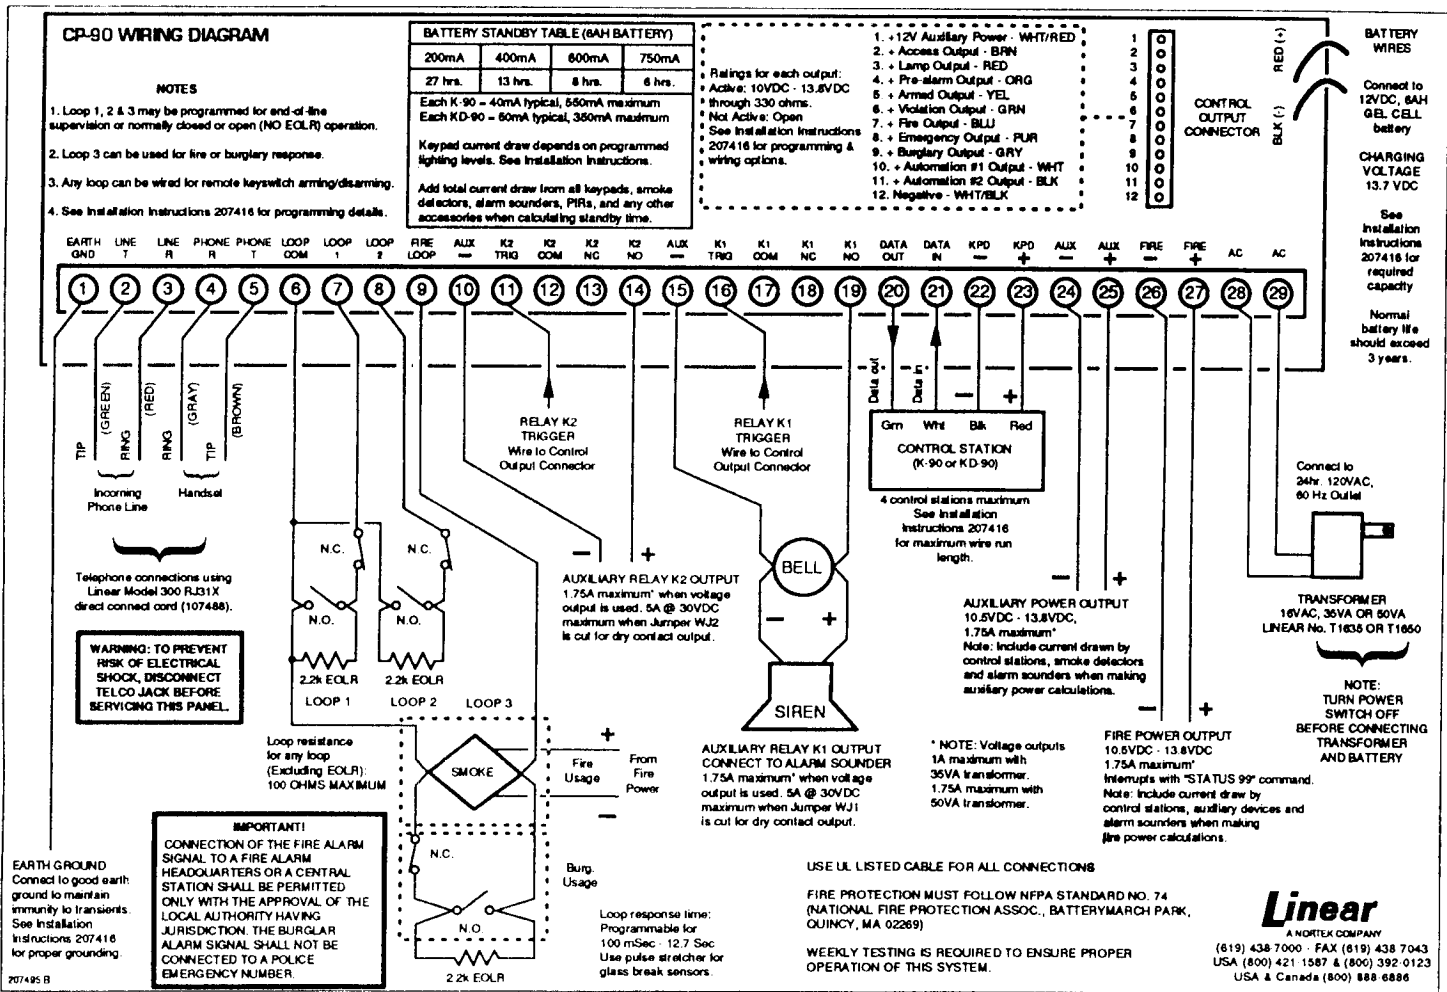 CP-90 WIRING DIAGRAM
NOTES
1. Loop 1, 2 & 3 may be programmed for end-of-line
supervision or normally closed or open (NO EOLR) operation.
2. Loop 3 can be used for fire or burglary response.
3. Any loop can be wired for remote keyswitch arming/disarming.
4. See Installation Instructions 207416 for programming details.
BATTERY STANDBY TABLE (6AH BATTERY)
200mA 400mA 600mA 750mA
27 hrs. 13 hrs. 8 hrs. 6 hrs.
Each K-90 = 40mA typical, 550mA maximum
Each KD-90 = 50mA typical, 350mA maximum
Keypad current draw depends on programmed
lighting levels. See Installation Instructions.
Add total current draw from all keypads, smoke
detectors, alarm sounders, PIRs, and any other
accessories when calculating standby time.
Ratings for each output:
Active: 10VDC - 13.8VDC
through 330 ohms.
Not Active: Open
See Installation Instructions
207416 for programming &
wiring options.
1. +12V Auxiliary Power - WHT/RED
2. + Access Output - BRN
3. + Lamp Output - RED
4. + Pre-alarm Output - ORG
5 + Armed Output - YEL
6. + Violation Output - GRN
7. + Fire Output - BLU
8. + Emergency Output - PUR
9. + Burglary Output - GRY
10. + Automation #1 Output - WHT
11. + Automation #2 Output - BLK
12. Negative - WHT/BLK
1
2
3
4
5
6
7
8
9
10
11
12
CONTROL
OUTPUT
CONNECTOR
RED (+)
BLK (-)
BATTERY
WIRES
Connect to
12VDC, 6AH
GEL CELL
battery
CHARGING
VOLTAGE
13.7 VDC
See
Installation
Instructions
207416 for
required
capacity
Normal
battery life
should exceed
3 years.
EARTH GND LINE T LINE R PHONE R PHONE T LOOP COM LOOP 1 LOOP 2 FIRE LOOP AUX – K2 TRIG K2 COM K2 NC K2 NO AUX – K1 TRIG K1 COM K1 NC K1 NO DATA OUT DATA IN KPD – KPD + AUX – AUX + FIRE – FIRE + AC AC
1 2 3 4 5 6 7 8 9 10 11 12 13 14 15 16 17 18 19 20 21 22 23 24 25 26 27 28 29
TIP
(GREEN)
RING
(RED)
RING
(GRAY)
TIP
(BROWN)
Incoming
Phone Line
Handset
Telephone connections using
Linear Model 300 RJ31X
direct connect cord (107488).
WARNING: TO PREVENT
RISK OF ELECTRICAL
SHOCK, DISCONNECT
TELCO JACK BEFORE
SERVICING THIS PANEL.
N.C.
N.O.
2.2k EOLR
LOOP 1
N.C.
N.O.
2.2k EOLR
LOOP 2
LOOP 3
RELAY K2
TRIGGER
Wire to Control
Output Connector
– +
AUXILIARY RELAY K2 OUTPUT
1.75A maximum* when voltage
output is used. 5A @ 30VDC
maximum when Jumper WJ2
is cut for dry contact output.
RELAY K1
TRIGGER
Wire to Control
Output Connector
BELL
– +
SIREN
AUXILIARY RELAY K1 OUTPUT
CONNECT TO ALARM SOUNDER
1.75A maximum* when voltage
output is used. 5A @ 30VDC
maximum when Jumper WJ1
is cut for dry contact output.
Data out
Data in
– +
Grn Wht Blk Red
CONTROL STATION
(K-90 or KD-90)
4 control stations maximum
See Installation
Instructions 207416
for maximum wire run
length.
– +
AUXILIARY POWER OUTPUT
10.5VDC - 13.8VDC,
1.75A maximum*
Note: Include current drawn by
control stations, smoke detectors
and alarm sounders when making
auxiliary power calculations.
* NOTE: Voltage outputs
1A maximum with
35VA transformer.
1.75A maximum with
50VA transformer.
– +
FIRE POWER OUTPUT
10.5VDC - 13.8VDC
1.75A maximum*
Interrupts with "STATUS 99" command.
Note: Include current draw by
control stations, auxiliary devices and
alarm sounders when making
fire power calculations.
Connect to
24hr. 120VAC,
60 Hz Outlet
TRANSFORMER
16VAC, 35VA OR 50VA
LINEAR No. T1635 OR T1650
NOTE:
TURN POWER
SWITCH OFF
BEFORE CONNECTING
TRANSFORMER
AND BATTERY
Loop resistance
for any loop
(Excluding EOLR):
100 OHMS MAXIMUM
SMOKE
+
Fire
Usage
From
Fire
Power
–
N.C.
N.O.
Burg.
Usage
2.2k EOLR
Loop response time:
Programmable for
100 mSec - 12.7 Sec
Use pulse stretcher for
glass break sensors.
IMPORTANT!
CONNECTION OF THE FIRE ALARM
SIGNAL TO A FIRE ALARM
HEADQUARTERS OR A CENTRAL
STATION SHALL BE PERMITTED
ONLY WITH THE APPROVAL OF THE
LOCAL AUTHORITY HAVING
JURISDICTION. THE BURGLAR
ALARM SIGNAL SHALL NOT BE
CONNECTED TO A POLICE
EMERGENCY NUMBER.
EARTH GROUND
Connect to good earth
ground to maintain
immunity to transients.
See Installation
Instructions 207416
for proper grounding.
207495 B
USE UL LISTED CABLE FOR ALL CONNECTIONS
FIRE PROTECTION MUST FOLLOW NFPA STANDARD NO. 74
(NATIONAL FIRE PROTECTION ASSOC., BATTERYMARCH PARK,
QUINCY, MA 02269)
WEEKLY TESTING IS REQUIRED TO ENSURE PROPER
OPERATION OF THIS SYSTEM.
Linear
A NORTEK COMPANY
(619) 438-7000 · FAX (619) 438 7043
USA (800) 421-1587 & (800) 392-0123
USA & Canada (800) 888-6886